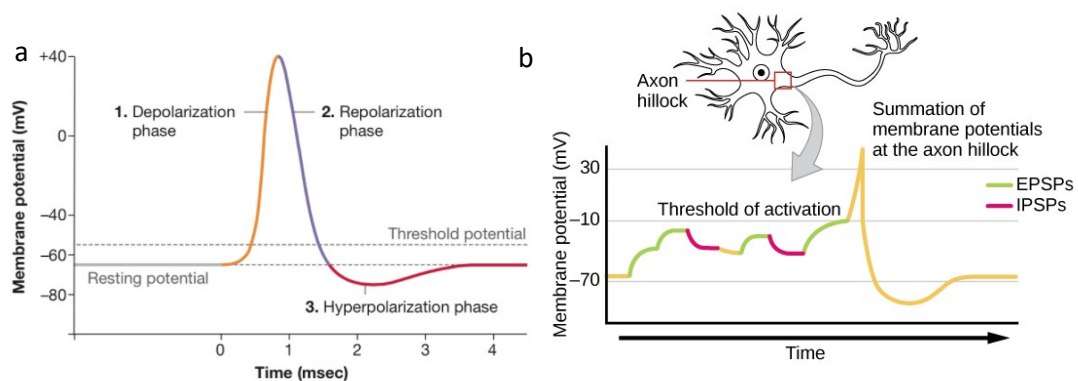 a
Membrane potential (mV)
+40
0
−40
−60
−80
1. Depolarization
phase
2. Repolarization
phase
Threshold potential
Resting potential
3. Hyperpolarization phase
0
1
2
3
4
Time (msec)
b
Axon
hillock
Summation of
membrane potentials
at the axon hillock
Membrane potential (mV)
30
−10
−70
Threshold of activation
EPSPs
IPSPs
Time